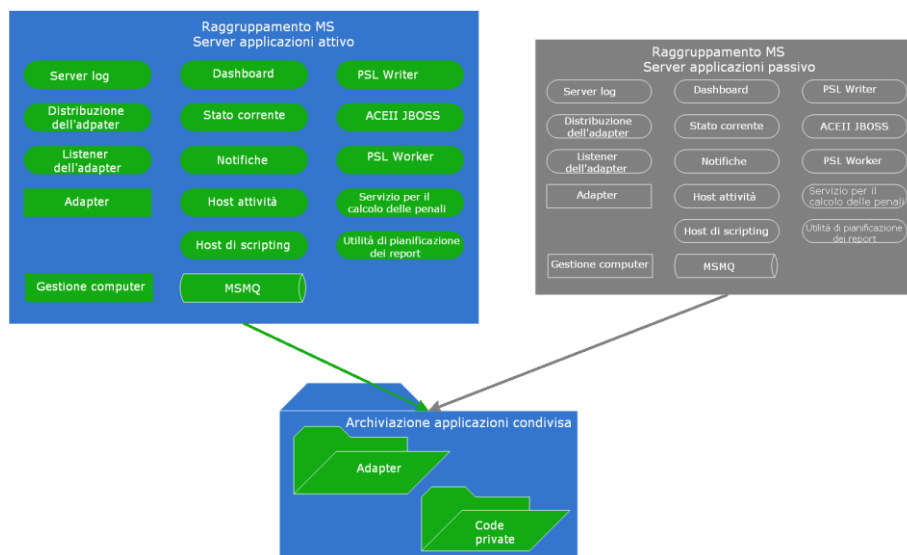 Raggruppamento MS
Server applicazioni attivo
Server log
Dashboard
PSL Writer
Distribuzione
dell'adpater
Stato corrente
ACEII JBOSS
Listener
dell'adapter
Notifiche
PSL Worker
Adapter
Host attività
Servizio per il
calcolo delle penali
Host di scripting
Utilità di pianificazione
dei report
Gestione computer
MSMQ
Raggruppamento MS
Server applicazioni passivo
Server log
Dashboard
PSL Writer
Distribuzione
dell'adapter
Stato corrente
ACEII JBOSS
Listener
dell'adapter
Notifiche
PSL Worker
Adapter
Host attività
Servizio per il
calcolo delle penali
Host di scripting
Utilità di pianificazione
dei report
Gestione computer
MSMQ
Archiviazione applicazioni condivisa
Adapter
Code
private